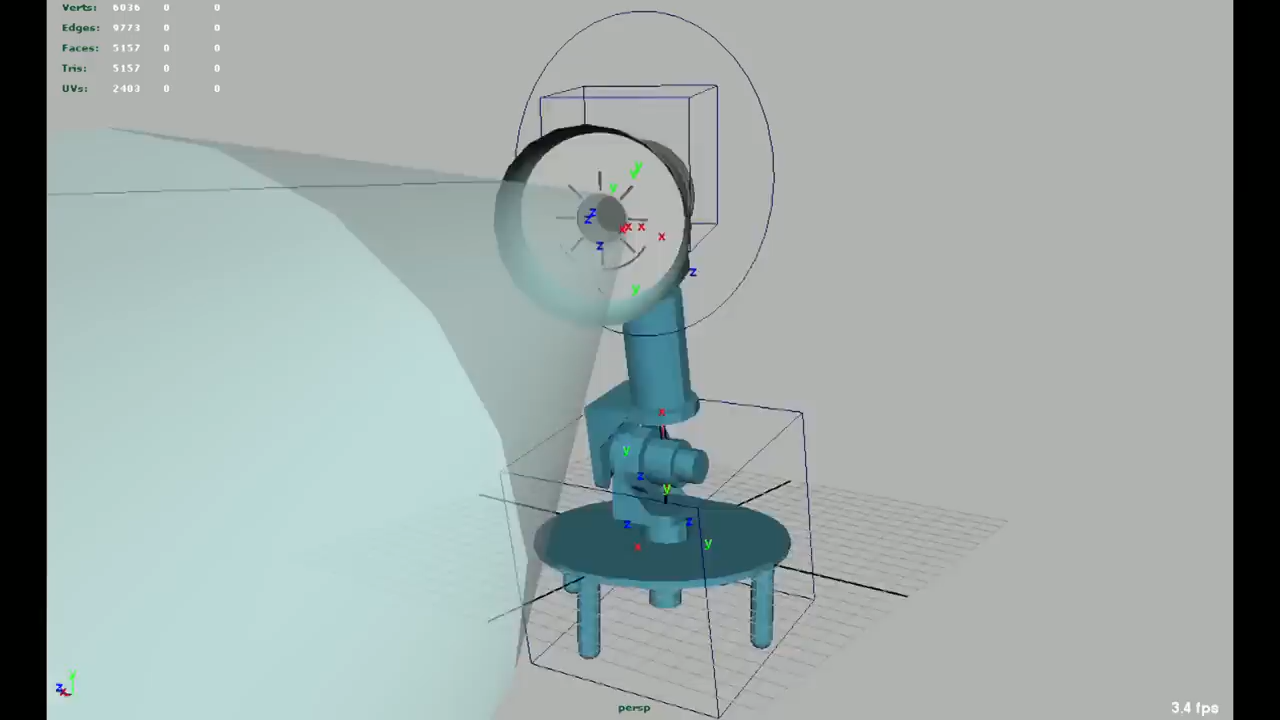 Verts: 6036 0 0
Edges: 9773 0 0
Faces: 5157 0 0
Tris: 5157 0 0
UVs: 2403 0 0
y
y
y
z
z
x
x
x
x
z
z
y
x
y
z
y
z
z
y
x
y
z
x
persp
3.4 fps